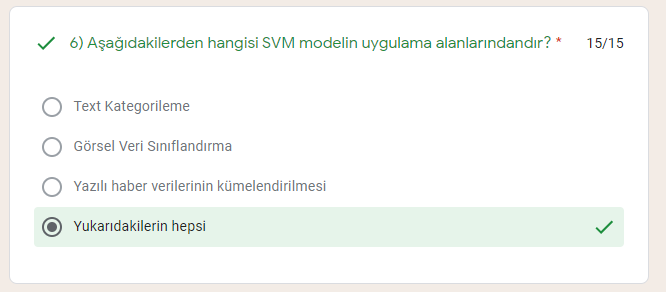 6) Aşağıdakilerden hangisi SVM modelin uygulama alanlarındandır? * 15/15
Text Kategorileme
Görsel Veri Sınıflandırma
Yazılı haber verilerinin kümelendirilmesi
Yukarıdakilerin hepsi